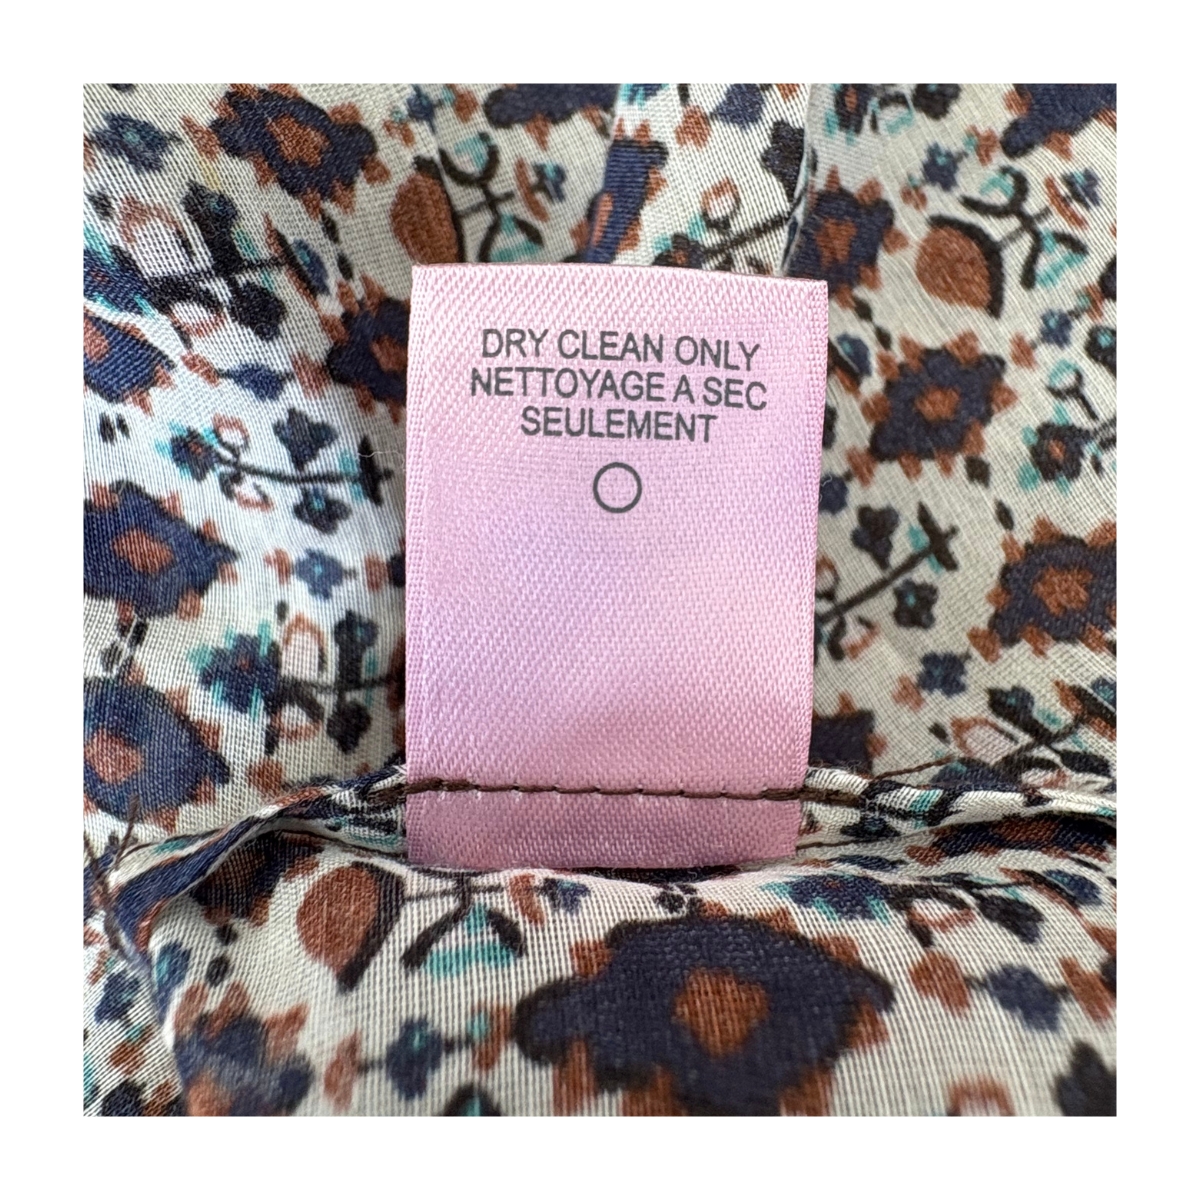 DRY CLEAN ONLY
NETTOYAGE A SEC
SEULEMENT